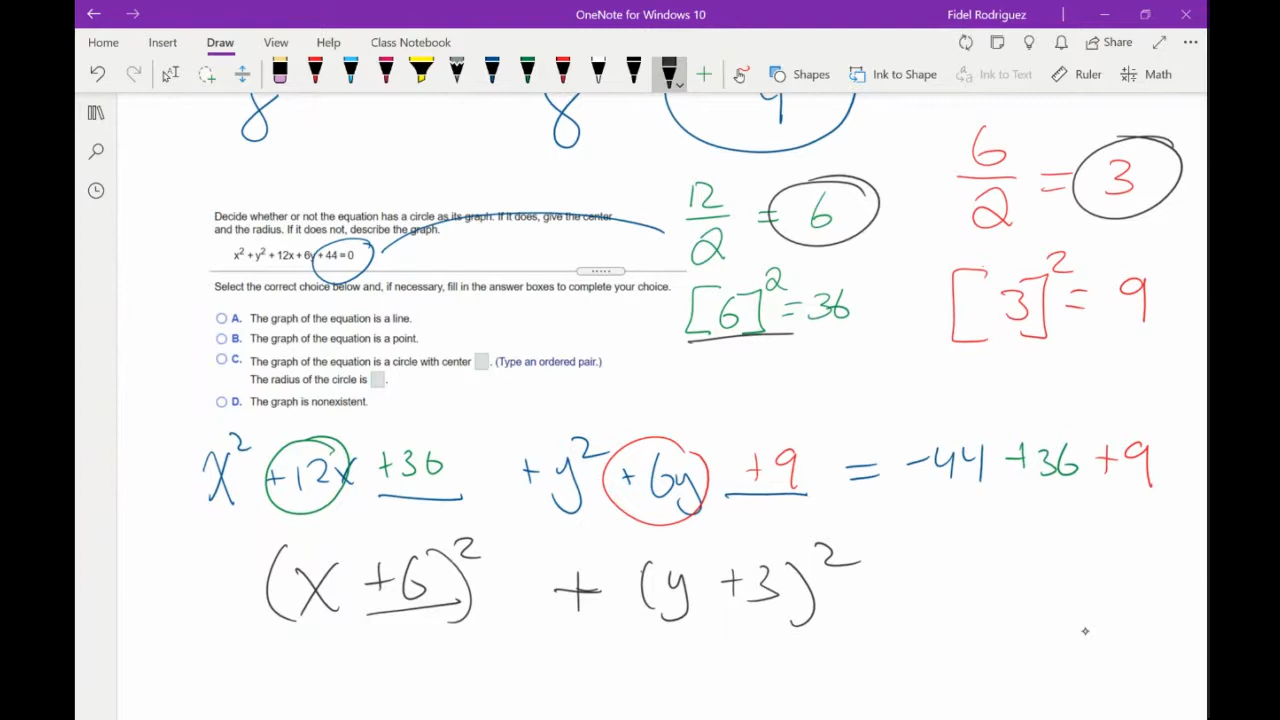 OneNote for Windows 10
Fidel Rodriguez
Home Insert Draw View Help Class Notebook
Share
Shapes Ink to Shape Ink to Text Ruler Math
8 8 4
12/2 = 6
6/2 = 3
[6]² = 36
[3]² = 9
Decide whether or not the equation has a circle as its graph. If it does, give the center
and the radius. If it does not, describe the graph.
x² + y² + 12x + 6y + 44 = 0
Select the correct choice below and, if necessary, fill in the answer boxes to complete your choice.
A. The graph of the equation is a line.
B. The graph of the equation is a point.
C. The graph of the equation is a circle with center . (Type an ordered pair.)
The radius of the circle is .
D. The graph is nonexistent.
x² +12x +36 + y² + 6y + 9 = -44 +36 +9
(x + 6)² + (y + 3)²